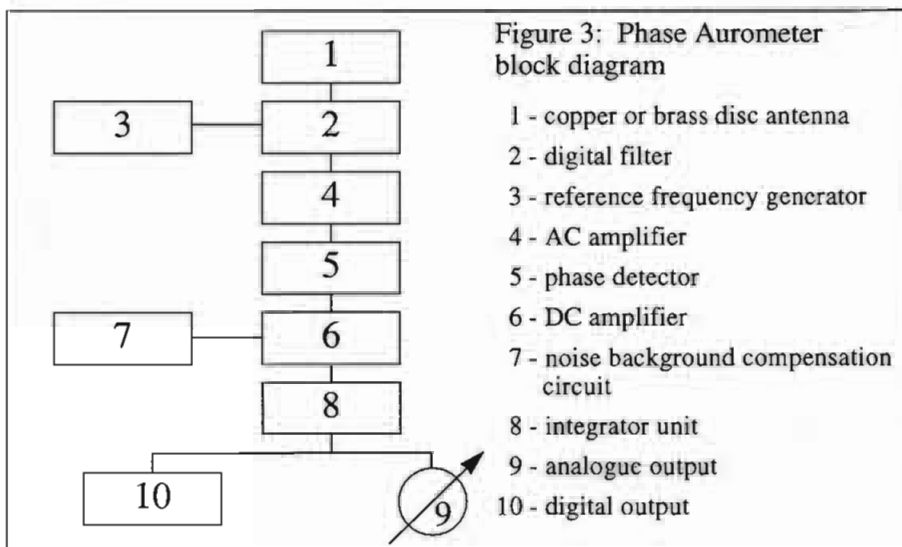 Figure 3: Phase Aurometer
block diagram
1
3
2
4
5
7
6
8
10
9
1 - copper or brass disc antenna
2 - digital filter
3 - reference frequency generator
4 - AC amplifier
5 - phase detector
6 - DC amplifier
7 - noise background compensation
circuit
8 - integrator unit
9 - analogue output
10 - digital output